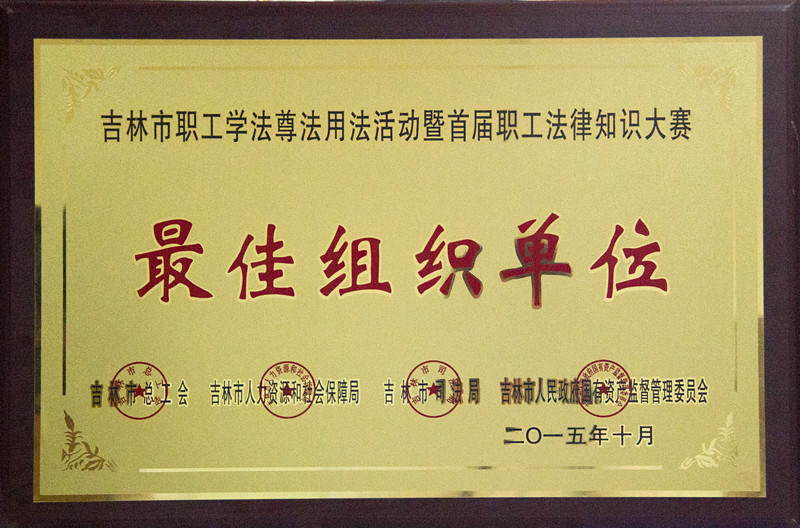 吉林市职工学法尊法用法活动暨首届职工法律知识大赛
最佳组织单位
吉林市总工会 吉林市人力资源和社会保障局 吉林市司法局 吉林市人民政府国有资产监督管理委员会
二〇一五年十月